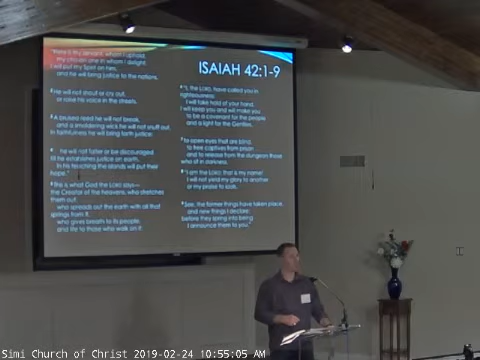 ISAIAH 42:1-9
"Here is my servant, whom I uphold,
my chosen one in whom I delight;
I will put my Spirit on him,
and he will bring justice to the nations.
He will not shout or cry out,
or raise his voice in the streets.
A bruised reed he will not break,
and a smoldering wick he will not snuff out.
In faithfulness he will bring forth justice;
he will not falter or be discouraged
till he establishes justice on earth.
In his teaching the islands will put their
hope."
This is what God the LORD says—
the Creator of the heavens, who stretches
them out,
who spreads out the earth with all that
springs from it,
who gives breath to its people,
and life to those who walk on it:
"I, the LORD, have called you in
righteousness;
I will take hold of your hand.
I will keep you and will make you
to be a covenant for the people
and a light for the Gentiles,
to open eyes that are blind,
to free captives from prison
and to release from the dungeon those
who sit in darkness.
"I am the LORD; that is my name!
I will not yield my glory to another
or my praise to idols.
See, the former things have taken place,
and new things I declare;
before they spring into being
I announce them to you."
Simi Church of Christ 2019-02-24 10:55:05 AM